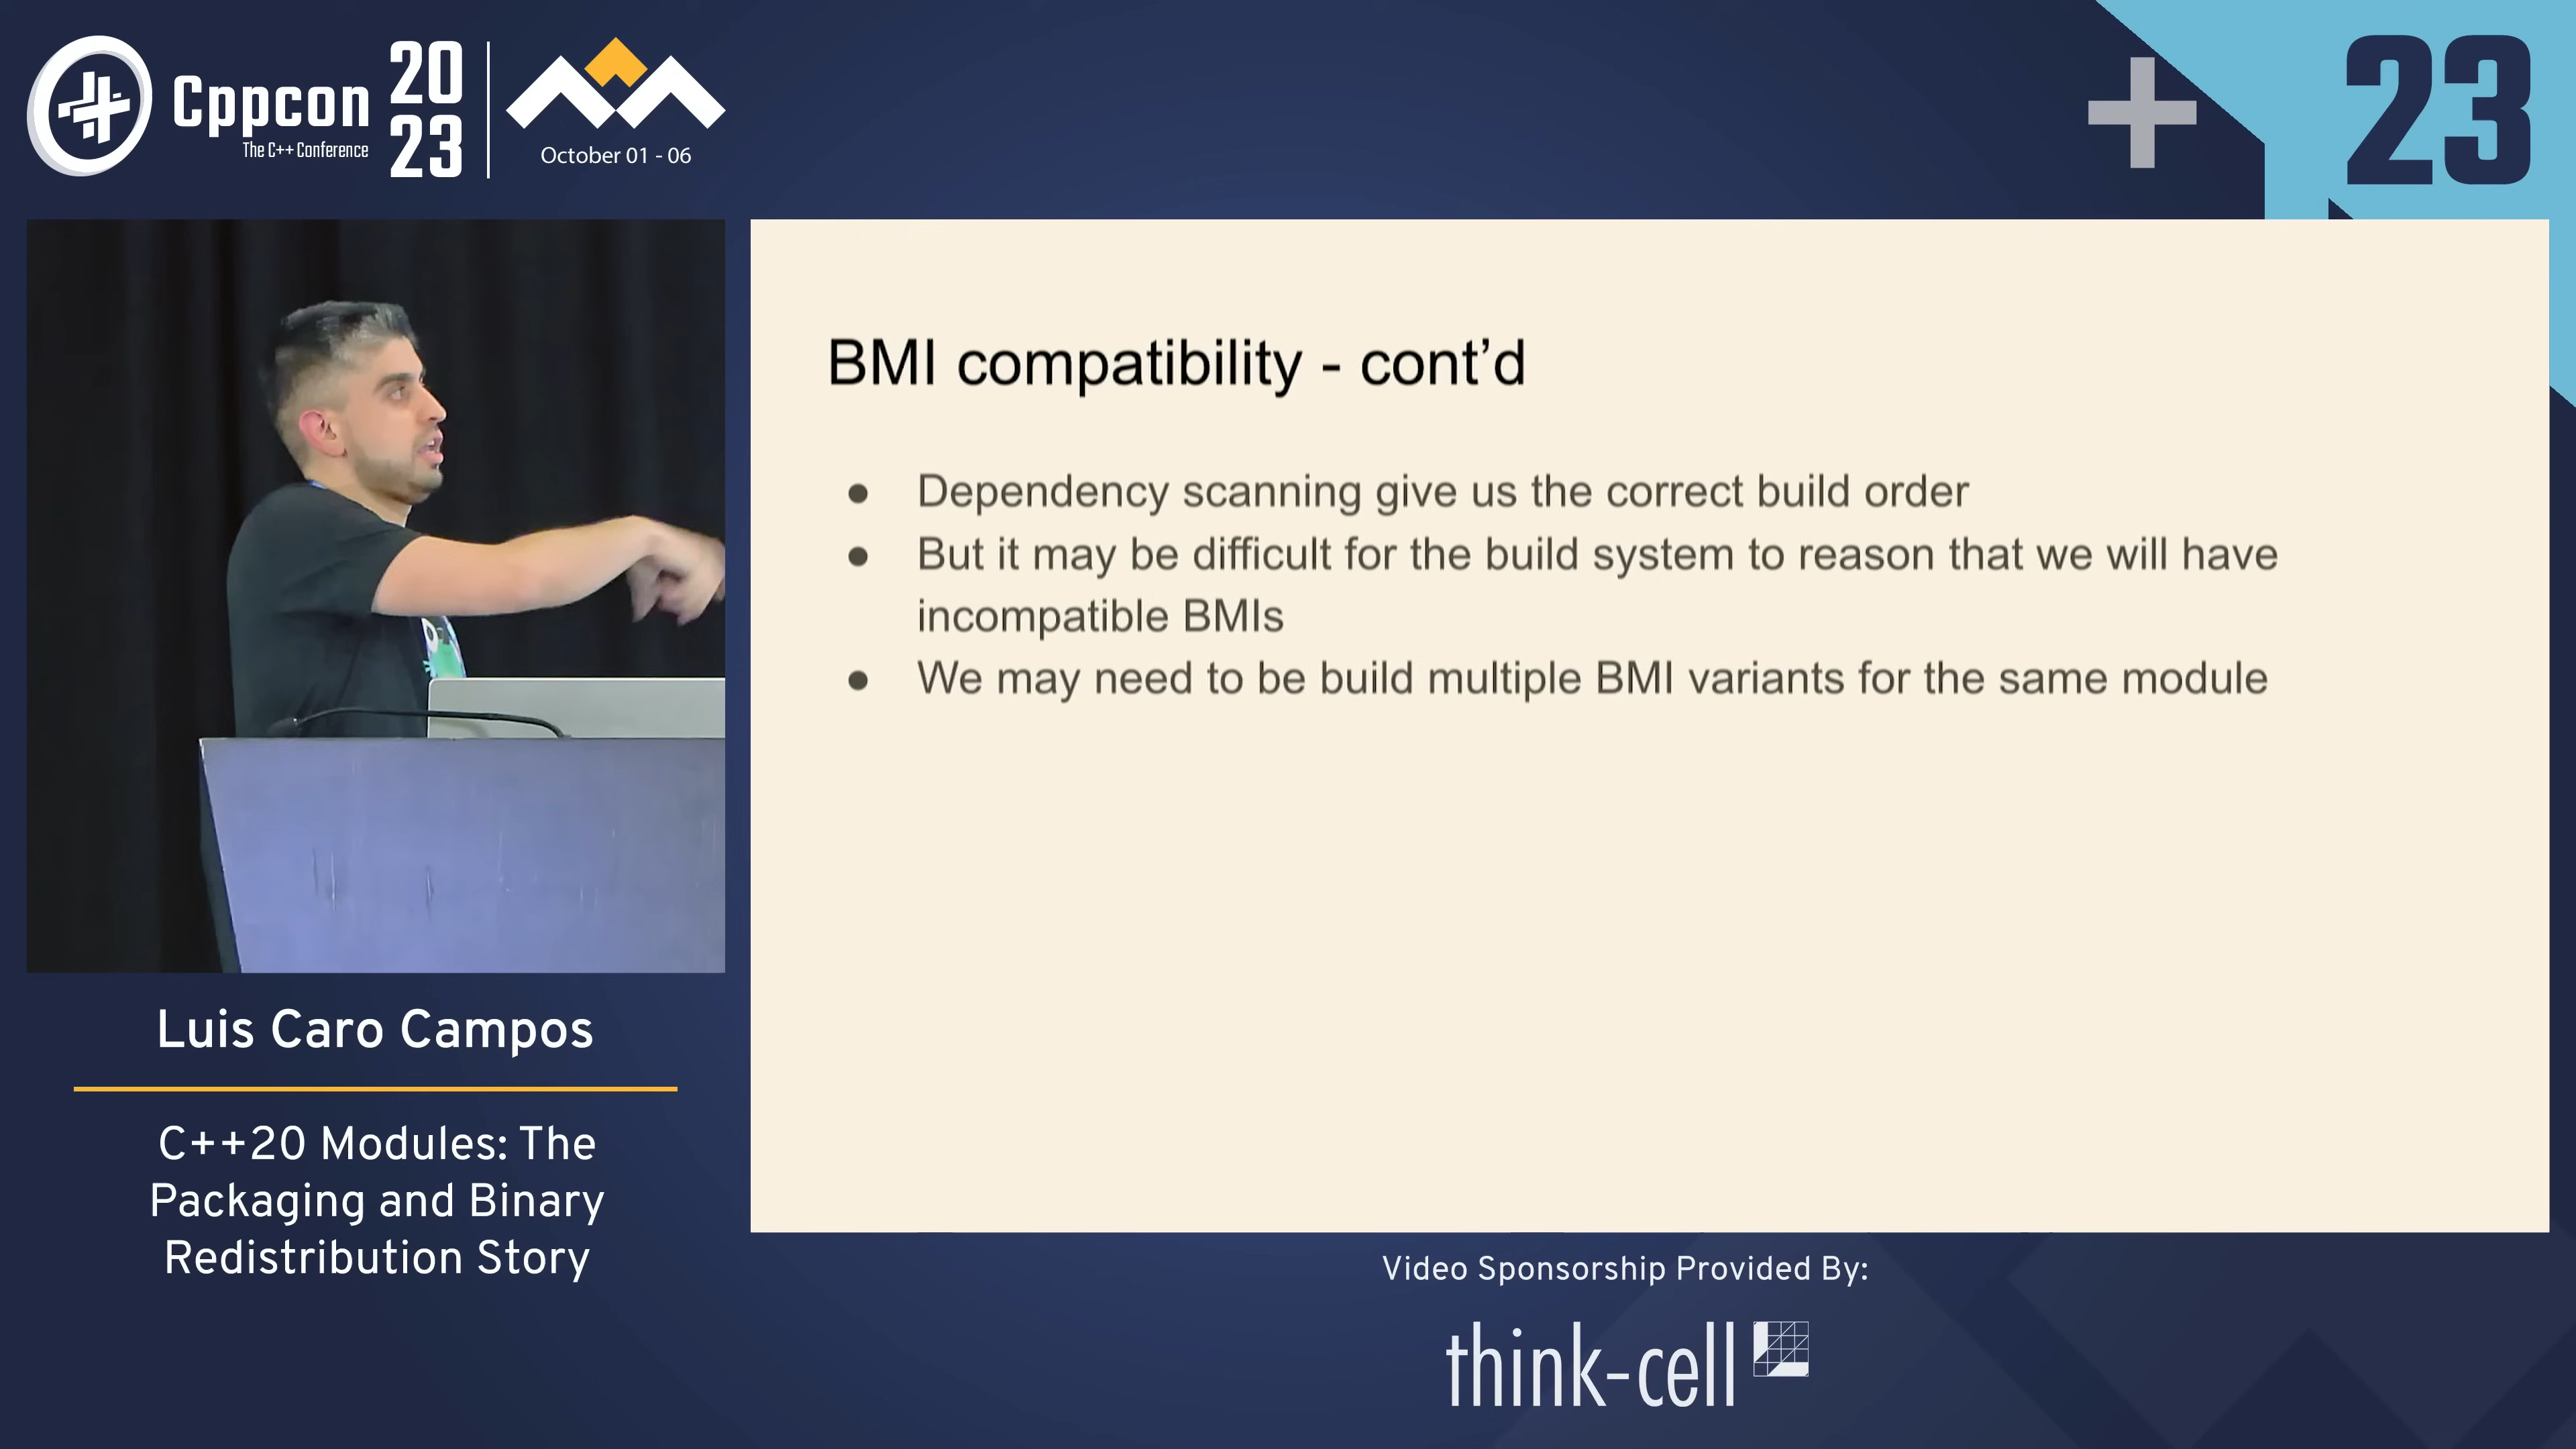 Cppcon
The C++ Conference
20
23
October 01 - 06
23
BMI compatibility - cont’d
● Dependency scanning give us the correct build order
● But it may be difficult for the build system to reason that we will have
incompatible BMIs
● We may need to be build multiple BMI variants for the same module
Luis Caro Campos
C++20 Modules: The
Packaging and Binary
Redistribution Story
Video Sponsorship Provided By:
think-cell